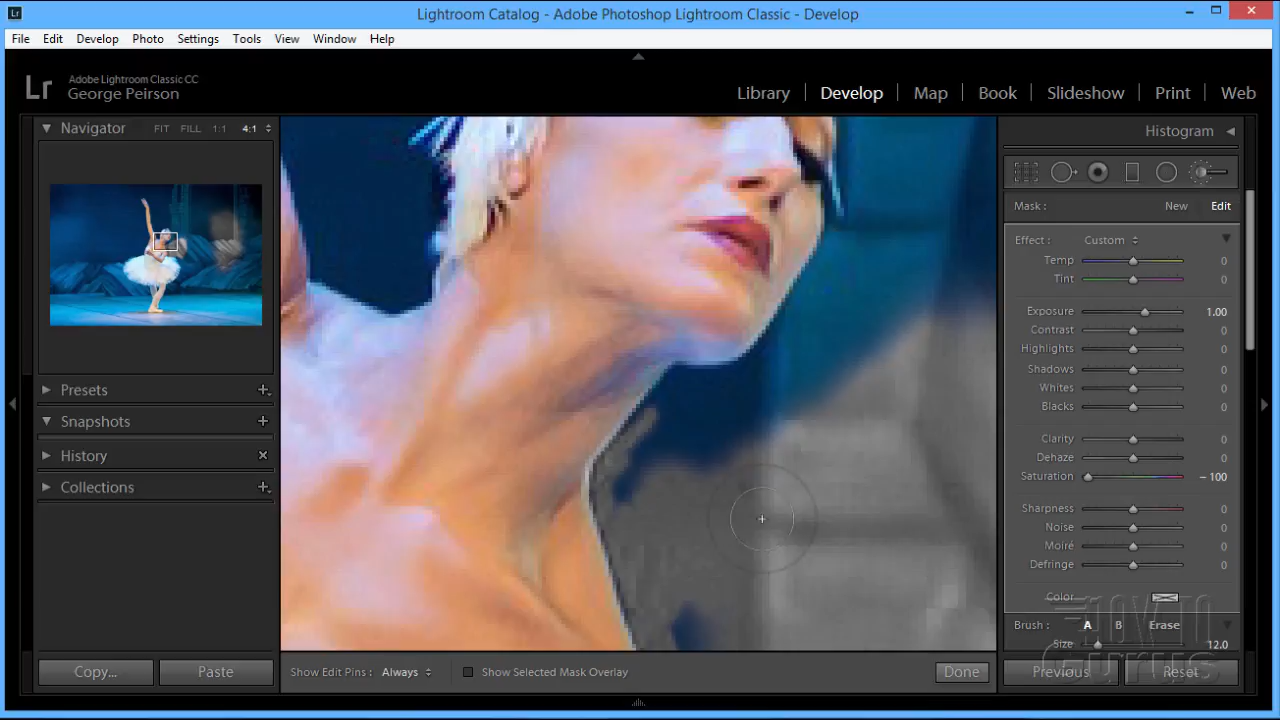 Lightroom Catalog - Adobe Photoshop Lightroom Classic - Develop
File Edit Develop Photo Settings Tools View Window Help
Lr Adobe Lightroom Classic CC
George Peirson
Library Develop Map Book Slideshow Print Web
Navigator FIT FILL 1:1 4:1
Presets
Snapshots
History
Collections
Copy... Paste
Show Edit Pins : Always Show Selected Mask Overlay Done
Histogram
Mask : New Edit
Effect : Custom
Temp 0
Tint 0
Exposure 1.00
Contrast 0
Highlights 0
Shadows 0
Whites 0
Blacks 0
Clarity 0
Dehaze 0
Saturation – 100
Sharpness 0
Noise 0
Moiré 0
Defringe 0
Color
Brush : A B Erase
Size 12.0
Previous Reset
HOW TO
GURUS